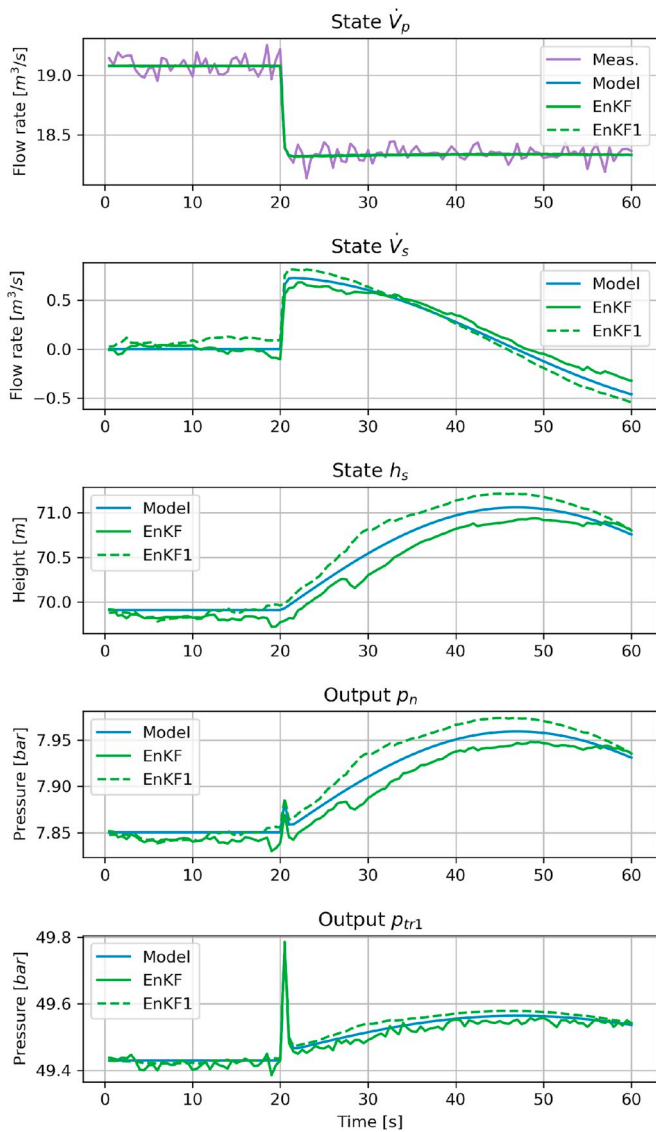 State V̇ₚ
Flow rate [m³/s]
19.0
18.5
Meas.
Model
EnKF
EnKF1
0 10 20 30 40 50 60
State V̇ₛ
Flow rate [m³/s]
0.5
0.0
−0.5
Model
EnKF
EnKF1
0 10 20 30 40 50 60
State hₛ
Height [m]
71.0
70.5
70.0
Model
EnKF
EnKF1
0 10 20 30 40 50 60
Output pₙ
Pressure [bar]
7.95
7.90
7.85
Model
EnKF
EnKF1
0 10 20 30 40 50 60
Output p_{tr1}
Pressure [bar]
49.8
49.6
49.4
Model
EnKF
EnKF1
0 10 20 30 40 50 60
Time [s]